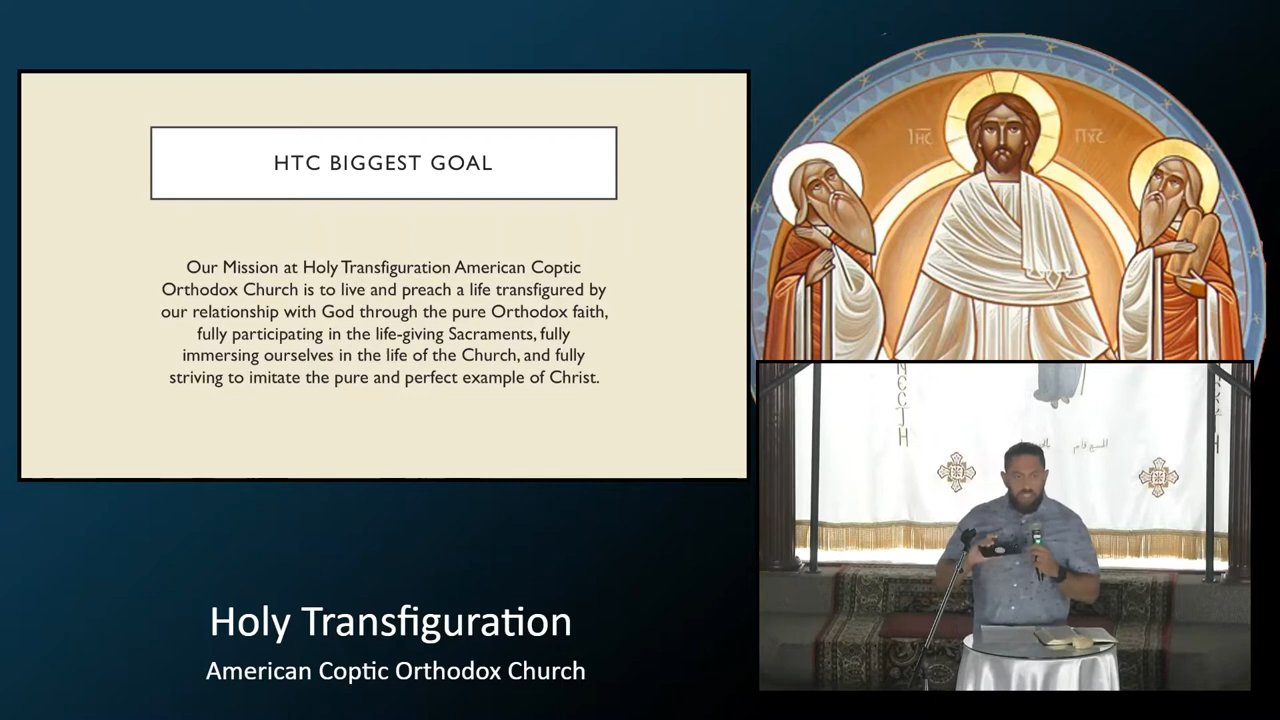 HTC BIGGEST GOAL
Our Mission at Holy Transfiguration American Coptic
Orthodox Church is to live and preach a life transfigured by
our relationship with God through the pure Orthodox faith,
fully participating in the life-giving Sacraments, fully
immersing ourselves in the life of the Church, and fully
striving to imitate the pure and perfect example of Christ.
Holy Transfiguration
American Coptic Orthodox Church
المسيح قام